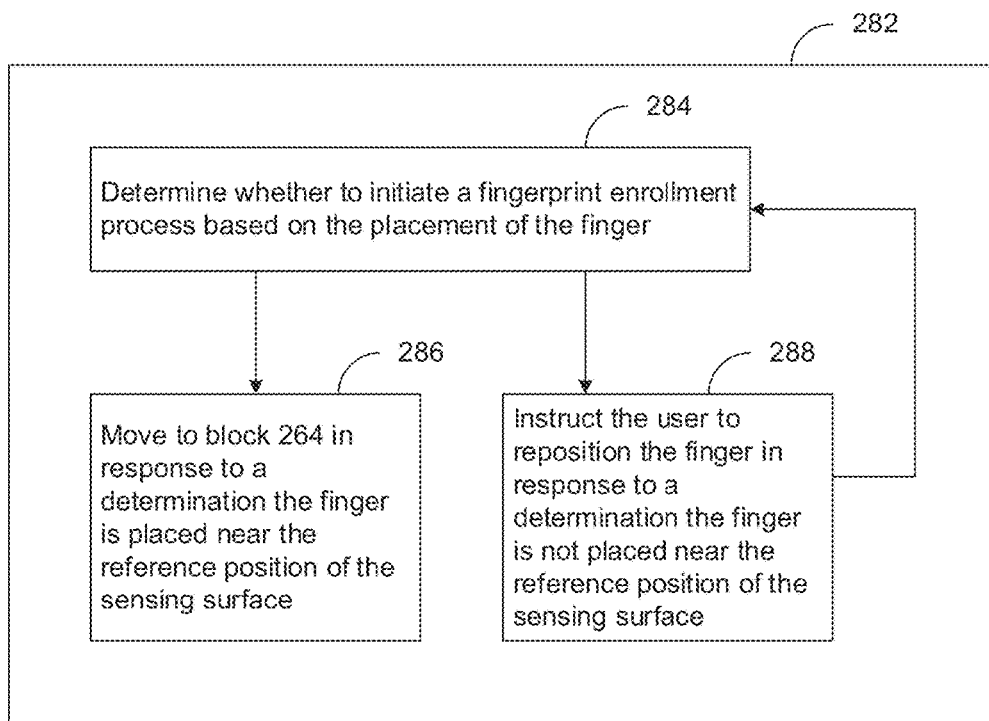 282
284
Determine whether to initiate a fingerprint enrollment
process based on the placement of the finger
286
Move to block 264 in
response to a
determination the finger
is placed near the
reference position of the
sensing surface
288
Instruct the user to
reposition the finger in
response to a
determination the finger
is not placed near the
reference position of the
sensing surface